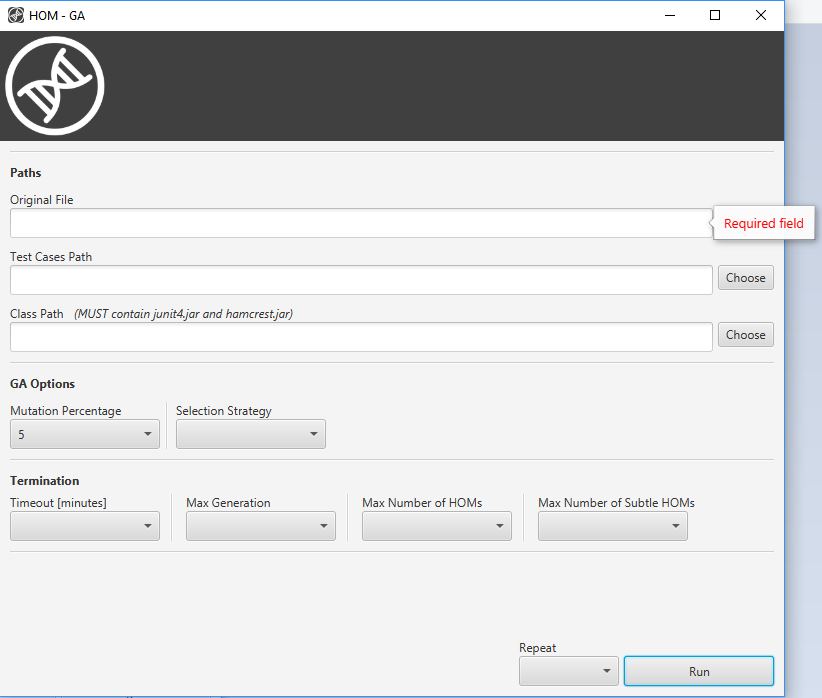 HOM - GA
Paths
Original File
Required field
Test Cases Path
Choose
Class Path (MUST contain junit4.jar and hamcrest.jar)
Choose
GA Options
Mutation Percentage Selection Strategy
5
Termination
Timeout [minutes] Max Generation Max Number of HOMs Max Number of Subtle HOMs
Repeat
Run